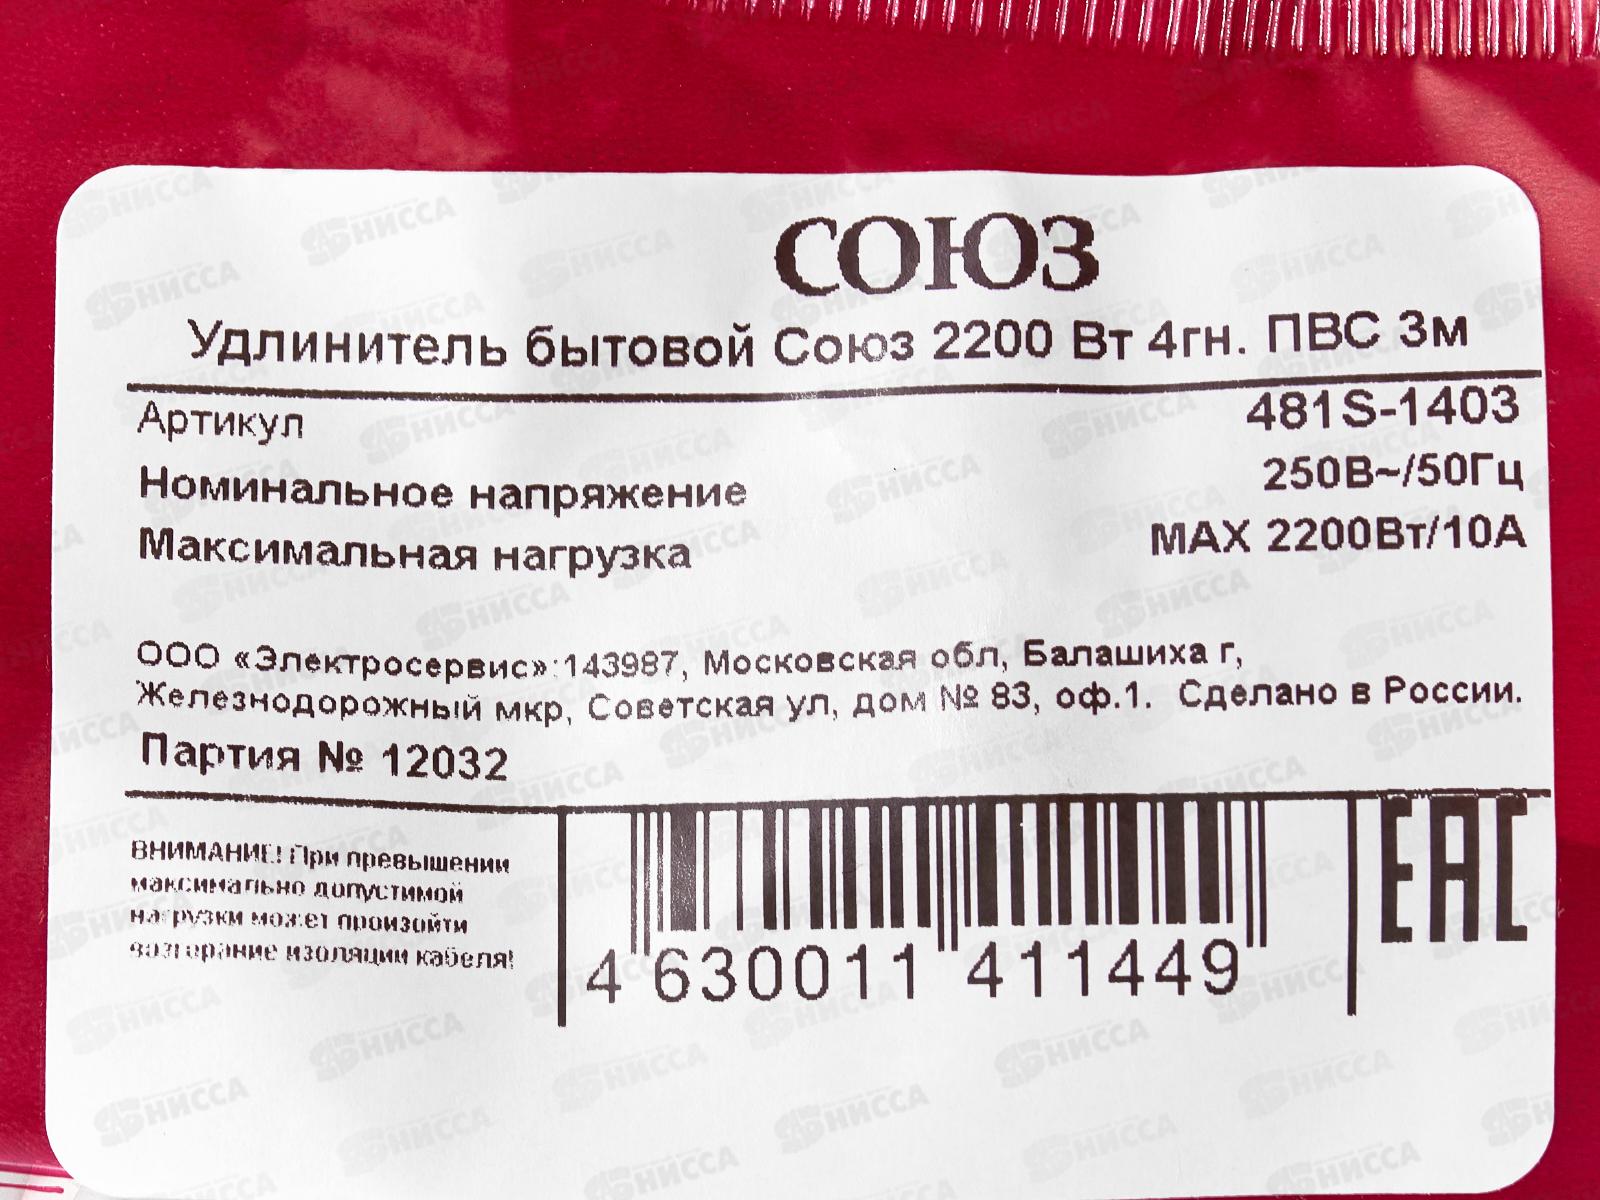 СОЮЗ
Удлинитель бытовой Союз 2200 Вт 4гн. ПВС 3м
Артикул 481S-1403
Номинальное напряжение 250В~/50Гц
Максимальная нагрузка MAX 2200Вт/10А
ООО «Электросервис»:143987, Московская обл, Балашиха г,
Железнодорожный мкр, Советская ул, дом № 83, оф.1. Сделано в России.
Партия № 12032
ВНИМАНИЕ! При превышении
максимально допустимой
нагрузки может произойти
возгорание изоляции кабеля!
4 630011 411449
ЕАС
НИССА